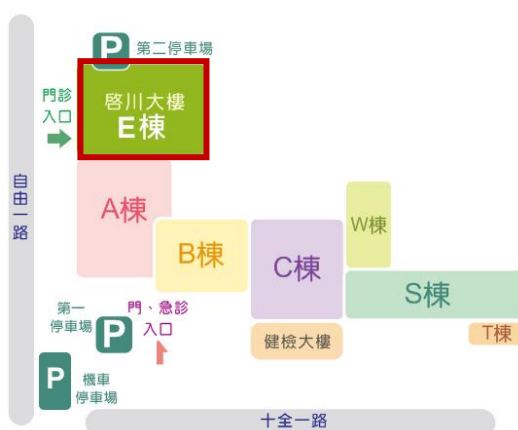 P 第二停車場
門診
入口
啓川大樓
E棟
自由一路
A棟
B棟
C棟
W棟
S棟
T棟
健檢大樓
第一
停車場
P
門、急診
入口
P
機車
停車場
十全一路